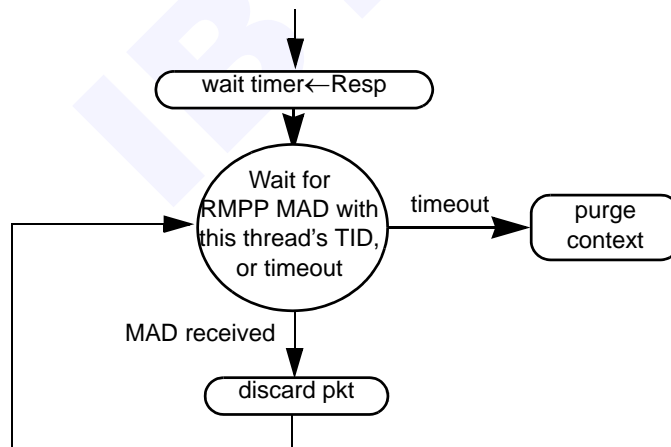 wait timer←Resp
Wait for
RMPP MAD with
this thread's TID,
or timeout
timeout
purge
context
MAD received
discard pkt